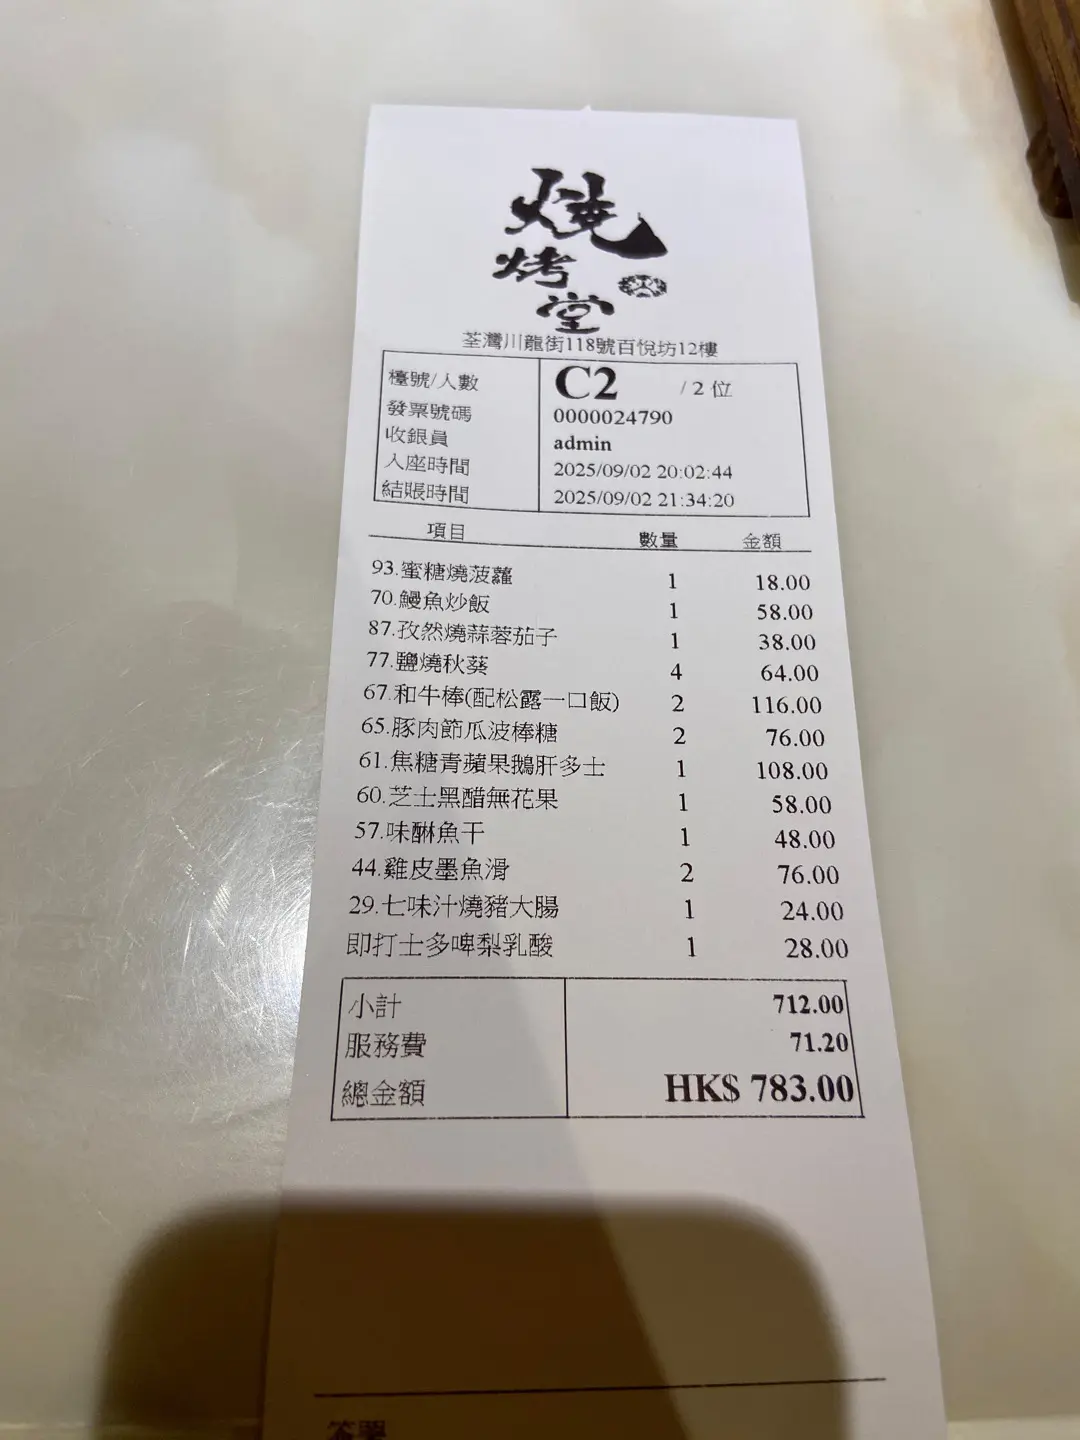 燒
烤
堂
荃灣川龍街118號百悅坊12樓
檯號/人數 C2 / 2 位
發票號碼 0000024790
收銀員 admin
入座時間 2025/09/02 20:02:44
結賬時間 2025/09/02 21:34:20
項目 數量 金額
93.蜜糖燒菠蘿 1 18.00
70.鰻魚炒飯 1 58.00
87.孜然燒蒜蓉茄子 1 38.00
77.鹽燒秋葵 4 64.00
67.和牛棒(配松露一口飯) 2 116.00
65.豚肉節瓜波棒糖 2 76.00
61.焦糖青蘋果鵝肝多士 1 108.00
60.芝士黑醋無花果 1 58.00
57.味醂魚干 1 48.00
44.雞皮墨魚滑 2 76.00
29.七味汁燒豬大腸 1 24.00
即打士多啤梨乳酸 1 28.00
小計 712.00
服務費 71.20
總金額 HK$ 783.00
簽署